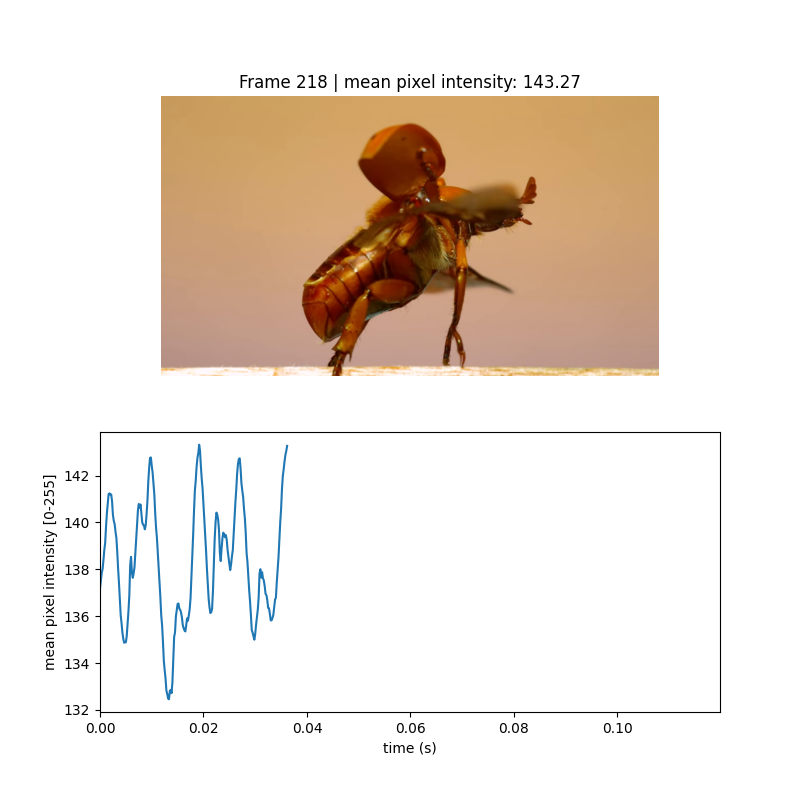 Frame 218 | mean pixel intensity: 143.27
142
140
138
136
134
132
mean pixel intensity [0-255]
0.00 0.02 0.04 0.06 0.08 0.10
time (s)